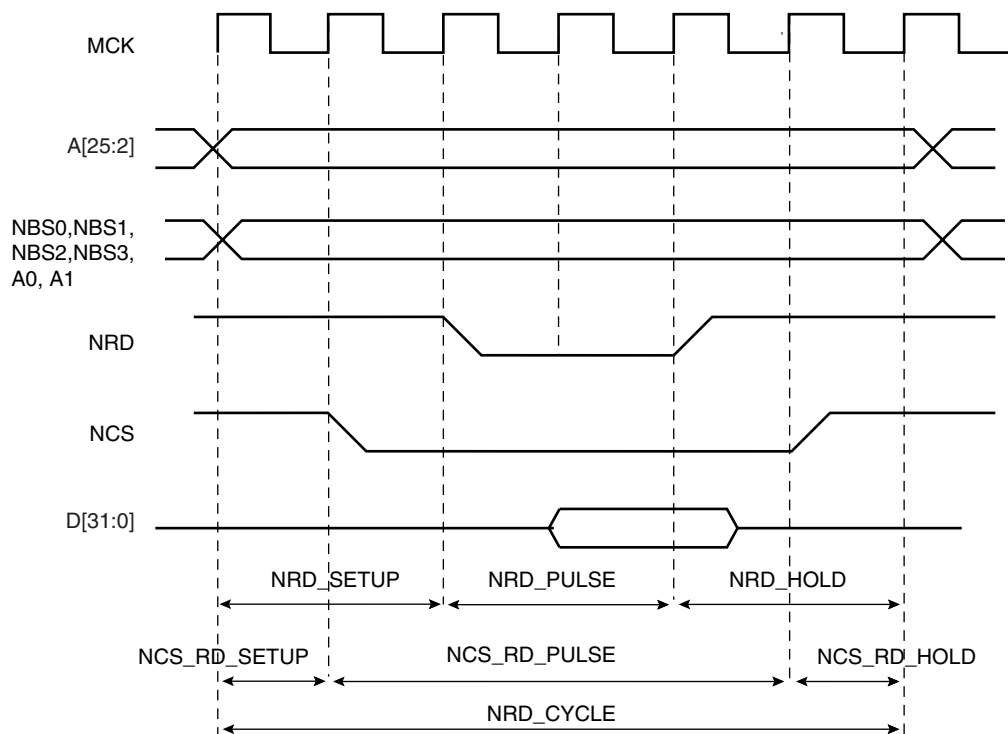 MCK
A[25:2]
NBS0,NBS1,
NBS2,NBS3,
A0, A1
NRD
NCS
D[31:0]
NRD_SETUP NRD_PULSE NRD_HOLD
NCS_RD_SETUP NCS_RD_PULSE NCS_RD_HOLD
NRD_CYCLE